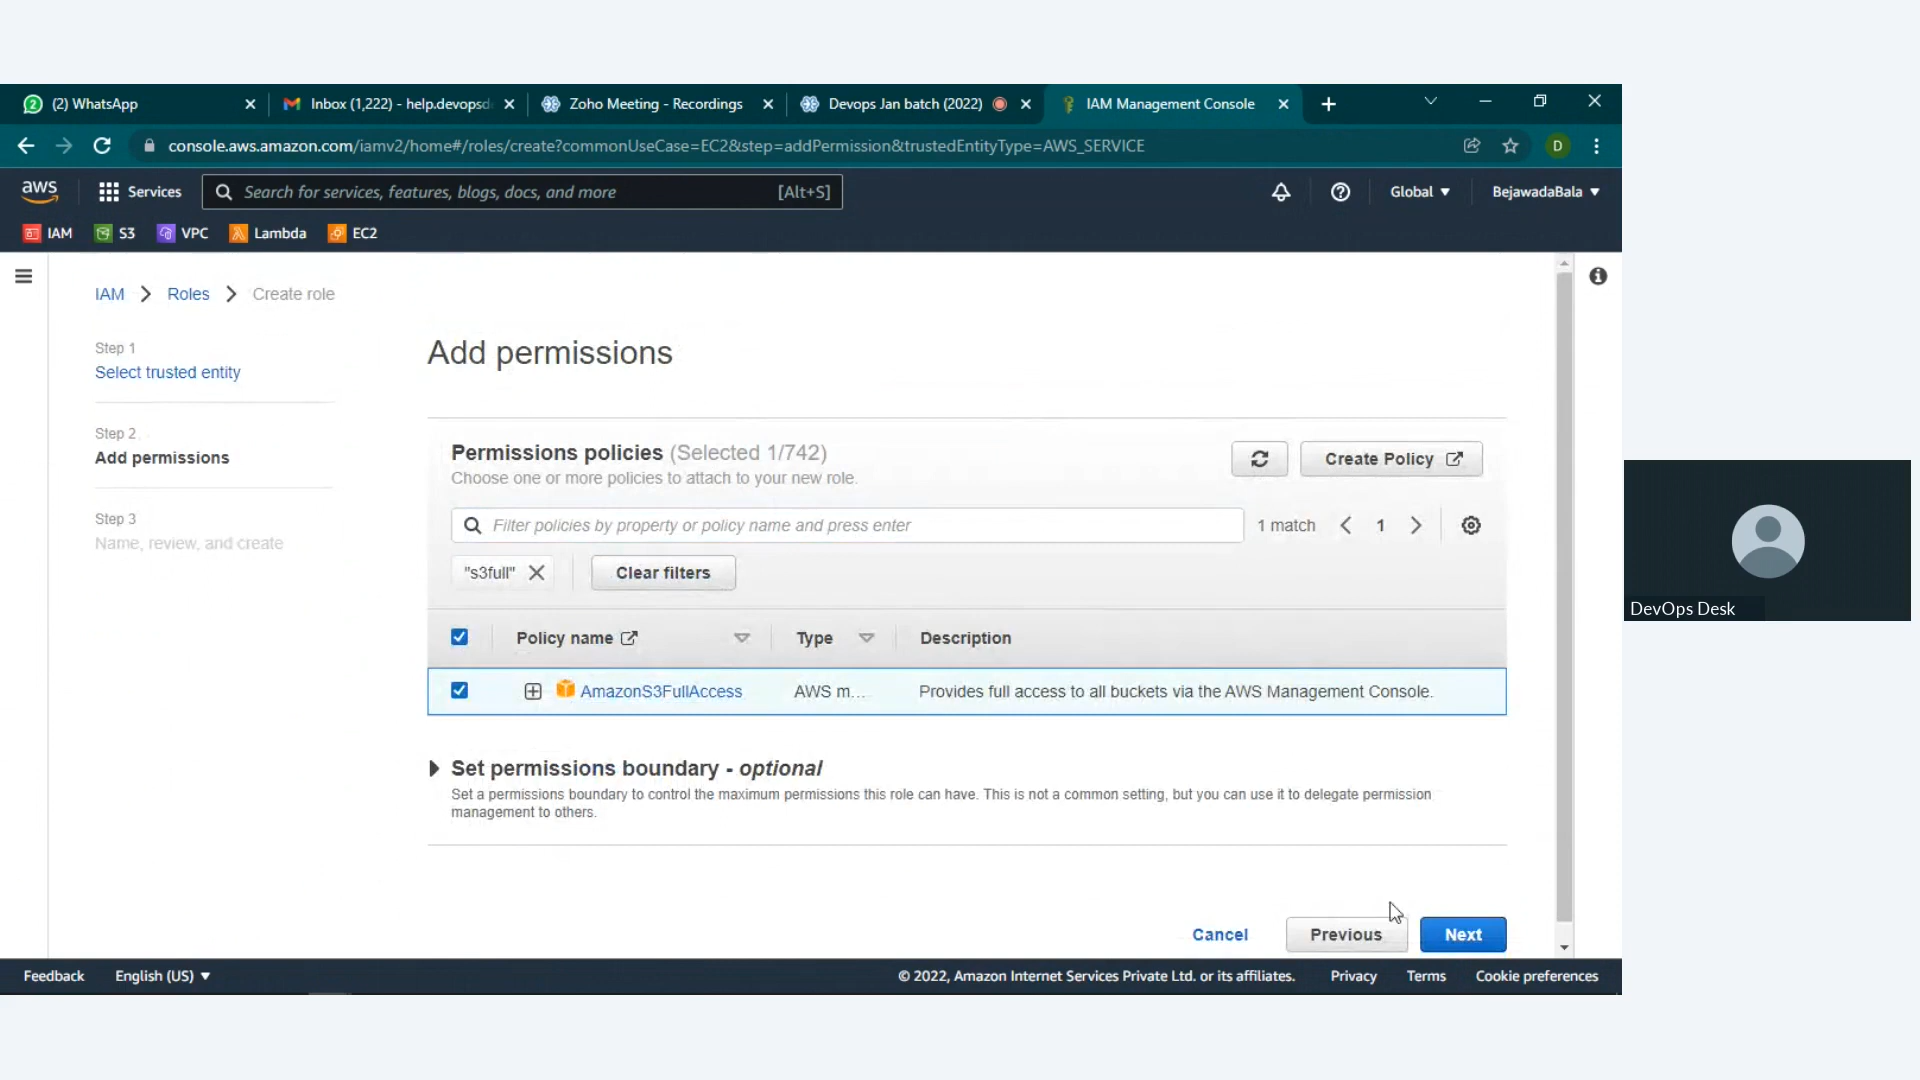 2 (2) WhatsApp
Inbox (1,222) - help.devopsd
Zoho Meeting - Recordings
Devops Jan batch (2022)
IAM Management Console
console.aws.amazon.com/iamv2/home#/roles/create?commonUseCase=EC2&step=addPermission&trustedEntityType=AWS_SERVICE
D
aws
Services
Search for services, features, blogs, docs, and more
[Alt+S]
Global
BejawadaBala
IAM
S3
VPC
Lambda
EC2
IAM
Roles
Create role
Step 1
Select trusted entity
Step 2
Add permissions
Step 3
Name, review, and create
Add permissions
Permissions policies (Selected 1/742)
Choose one or more policies to attach to your new role.
Create Policy
Filter policies by property or policy name and press enter
1 match
1
"s3full"
Clear filters
Policy name
Type
Description
AmazonS3FullAccess
AWS m...
Provides full access to all buckets via the AWS Management Console.
Set permissions boundary - optional
Set a permissions boundary to control the maximum permissions this role can have. This is not a common setting, but you can use it to delegate permission
management to others.
Cancel
Previous
Next
Feedback
English (US)
© 2022, Amazon Internet Services Private Ltd. or its affiliates.
Privacy
Terms
Cookie preferences
DevOps Desk